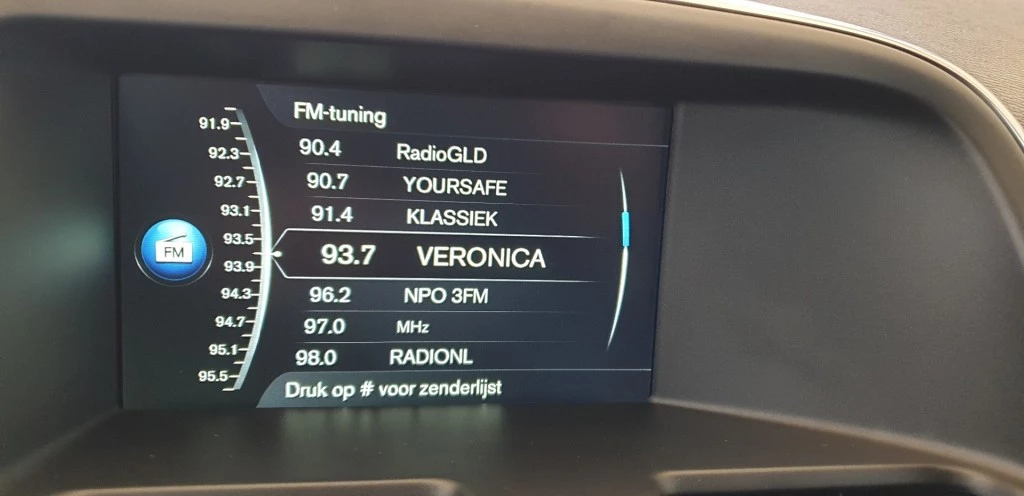 FM-tuning
91.9
92.3
92.7
93.1
93.5
93.9
94.3
94.7
95.1
95.5
FM
90.4 RadioGLD
90.7 YOURSAFE
91.4 KLASSIEK
93.7 VERONICA
96.2 NPO 3FM
97.0 MHz
98.0 RADIONL
Druk op # voor zenderlijst